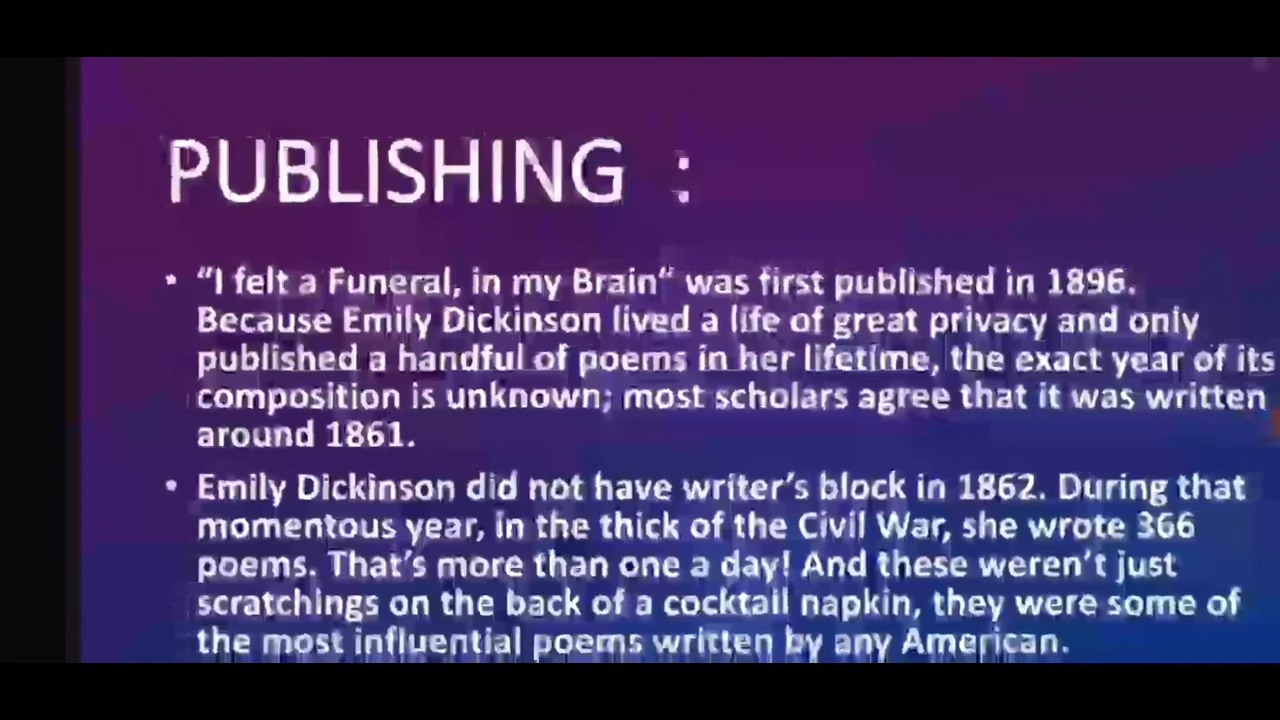 PUBLISHING :
• “I felt a Funeral, in my Brain“ was first published in 1896.
Because Emily Dickinson lived a life of great privacy and only
published a handful of poems in her lifetime, the exact year of its
composition is unknown; most scholars agree that it was written
around 1861.
• Emily Dickinson did not have writer’s block in 1862. During that
momentous year, in the thick of the Civil War, she wrote 366
poems. That’s more than one a day! And these weren’t just
scratchings on the back of a cocktail napkin, they were some of
the most influential poems written by any American.